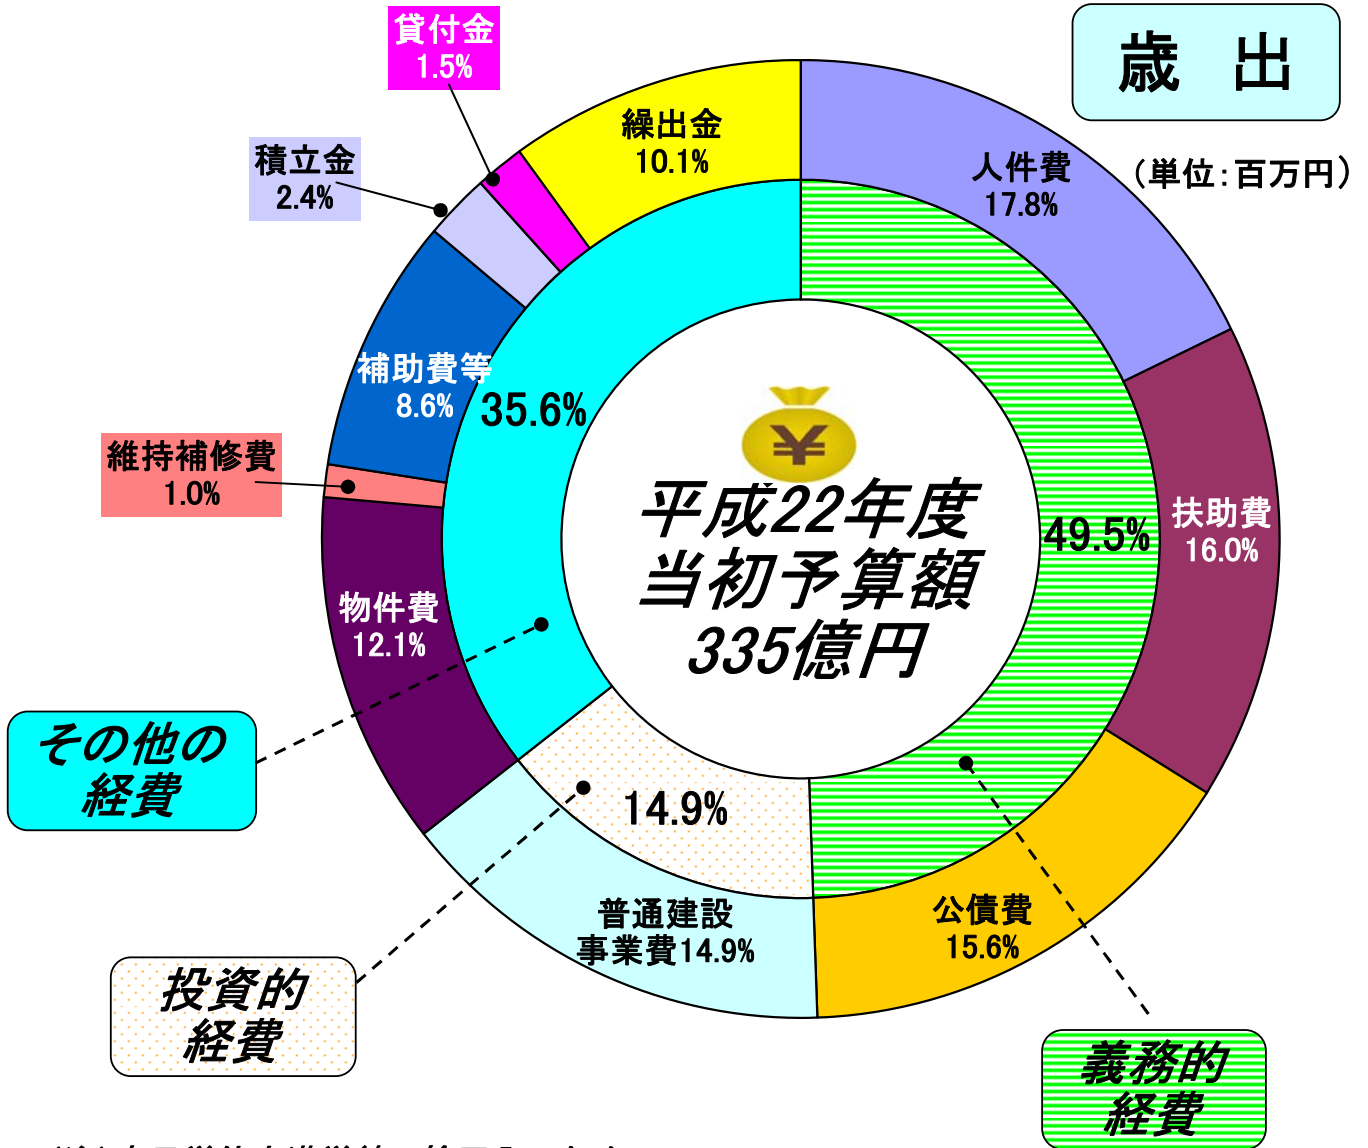 歳 出
（単位：百万円）
貸付金
1.5%
繰出金
10.1%
人件費
17.8%
積立金
2.4%
補助費等
8.6%
35.6%
維持補修費
1.0%
平成22年度
当初予算額
335億円
49.5%
扶助費
16.0%
物件費
12.1%
その他の
経費
14.9%
普通建設
事業費14.9%
公債費
15.6%
投資的
経費
義務的
経費